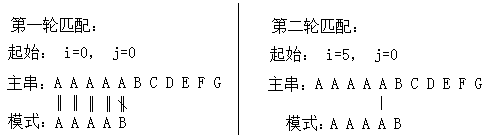 第一轮匹配：
起始： i=0， j=0
主串：A A A A A B C D E F G
模式：A A A A B
第二轮匹配：
起始： i=5， j=0
主串：A A A A A B C D E F G
模式：A A A A B